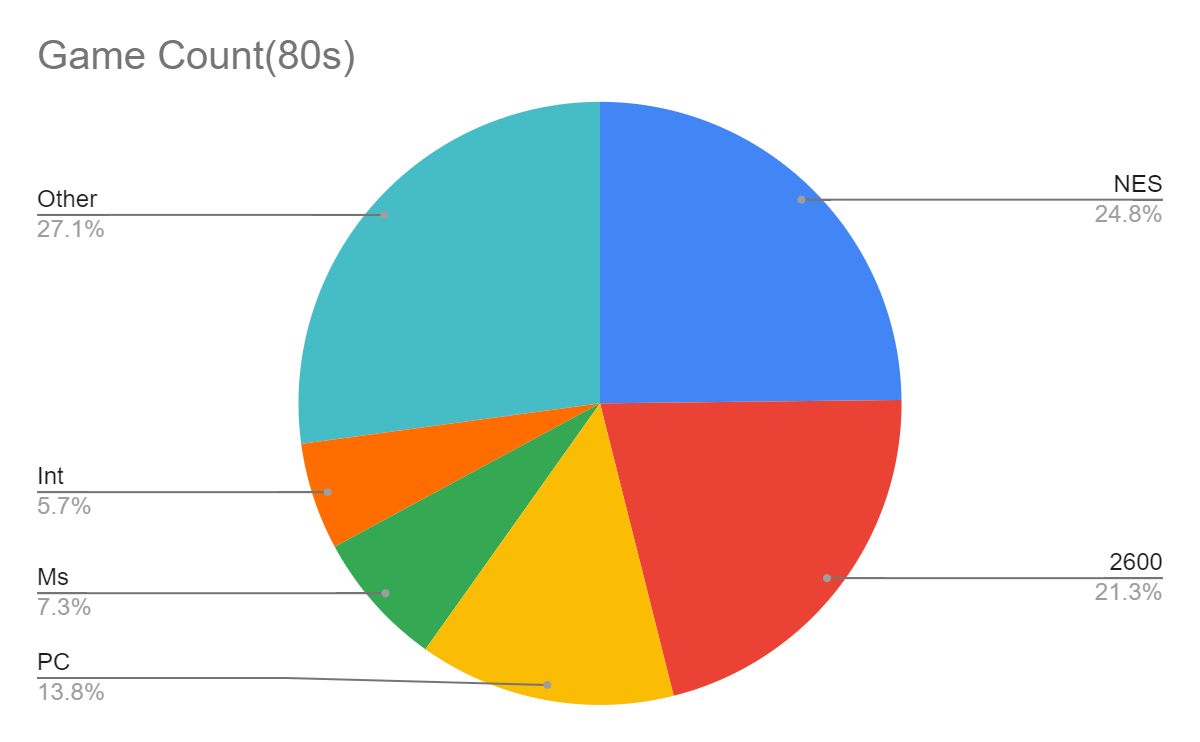 Game Count(80s)
Other
27.1%
NES
24.8%
Int
5.7%
2600
21.3%
Ms
7.3%
PC
13.8%